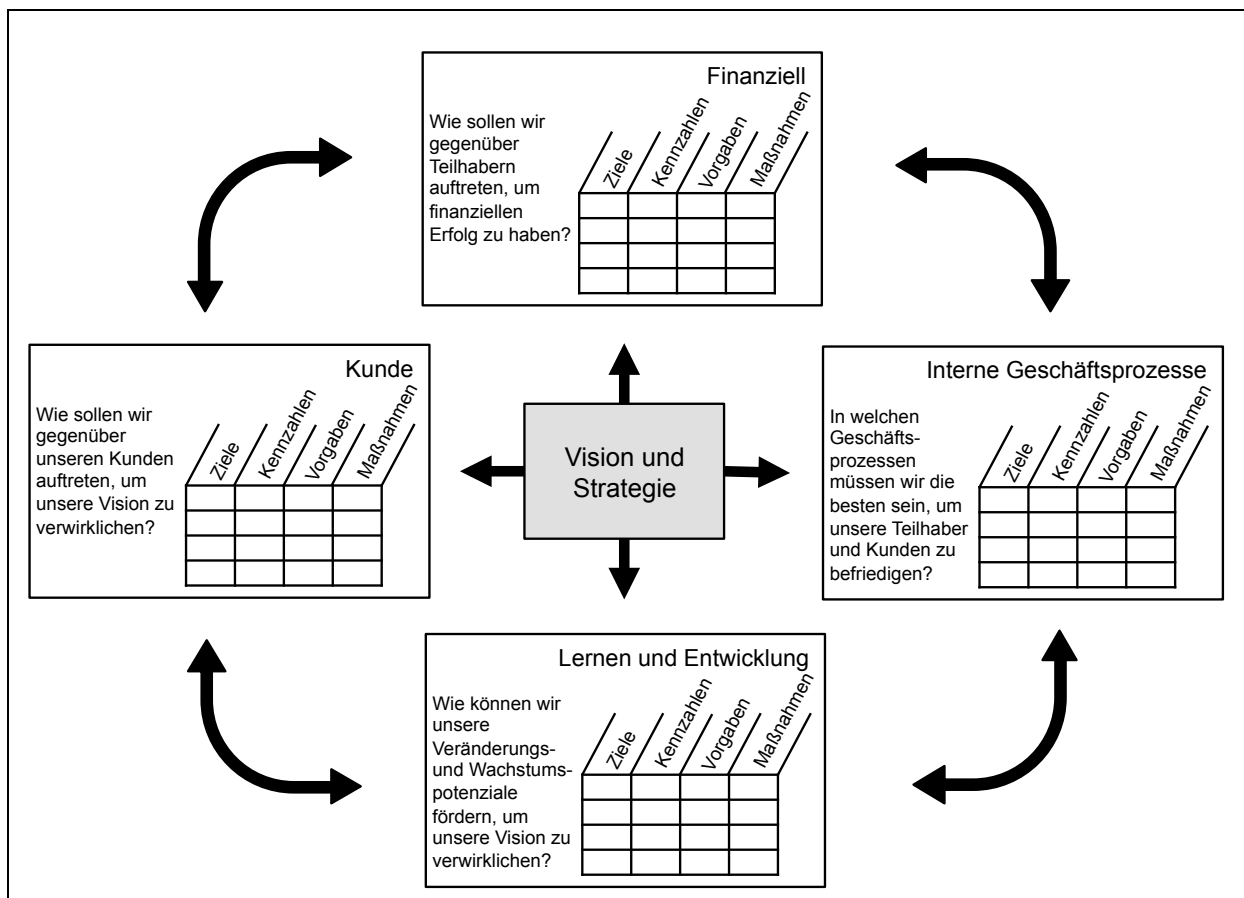 Finanziell
Wie sollen wir
gegenüber
Teilhabern
auftreten, um
finanziellen
Erfolg zu haben?
Ziele
Kennzahlen
Vorgaben
Maßnahmen
Kunde
Wie sollen wir
gegenüber
unseren Kunden
auftreten, um
unsere Vision zu
verwirklichen?
Ziele
Kennzahlen
Vorgaben
Maßnahmen
Vision und
Strategie
Interne Geschäftsprozesse
In welchen
Geschäfts-
prozessen
müssen wir die
besten sein, um
unsere Teilhaber
und Kunden zu
befriedigen?
Ziele
Kennzahlen
Vorgaben
Maßnahmen
Lernen und Entwicklung
Wie können wir
unsere
Veränderungs-
und Wachstums-
potenziale
fördern, um
unsere Vision zu
verwirklichen?
Ziele
Kennzahlen
Vorgaben
Maßnahmen